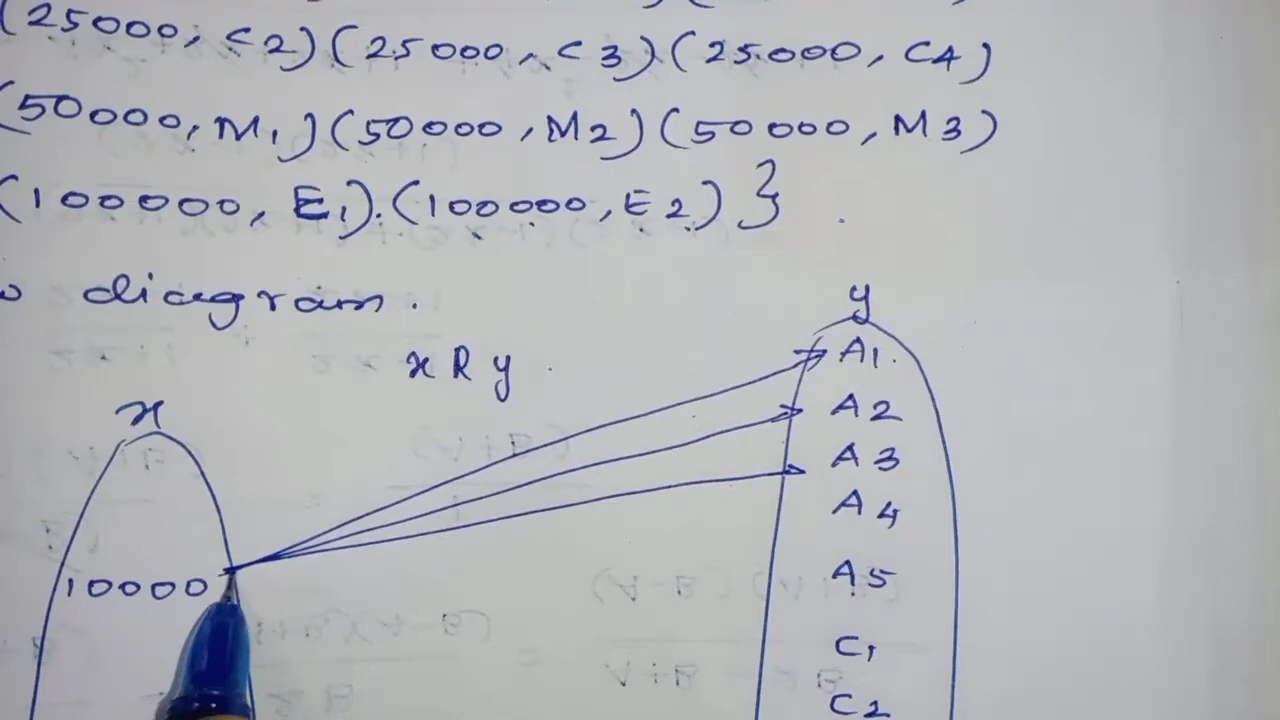 (25000, C2) (25000, C3) (25000, C4)
(50000, M1) (50000, M2) (50000, M3)
(100000, E1). (100000, E2) }
diagram.
x R y
y
x
A1
A2
A3
A4
10000
A5
C1
C2